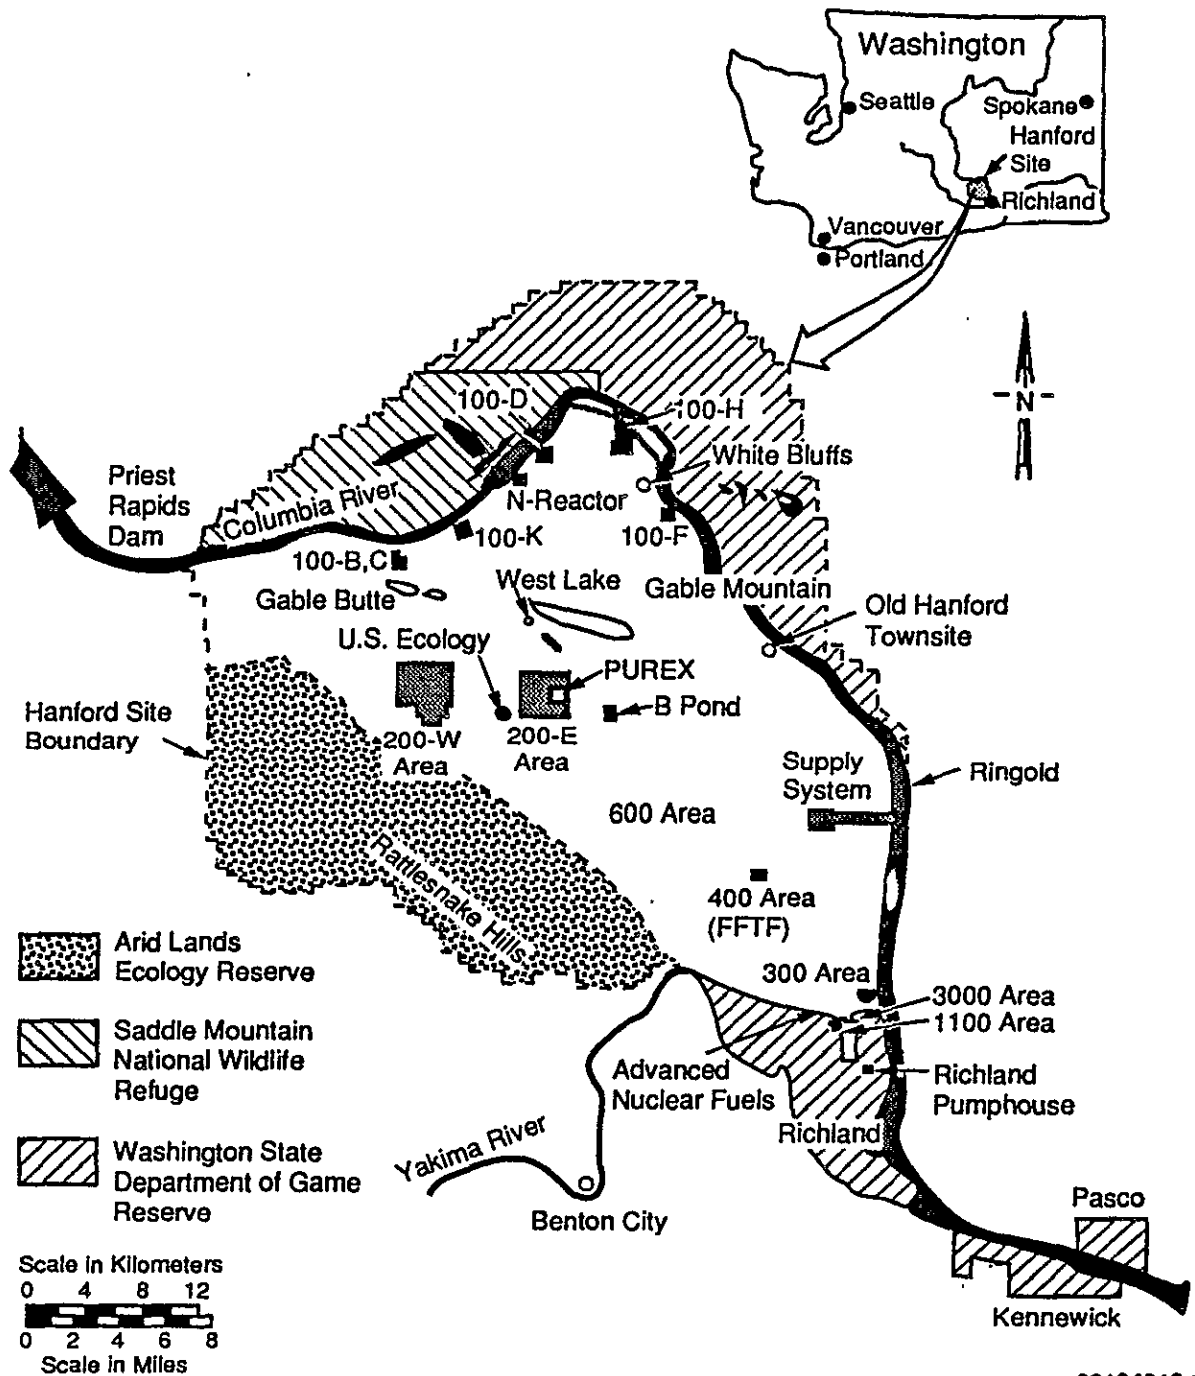 Washington
Seattle
Spokane
Hanford
Site
Richland
Vancouver
Portland
N
100-D
100-H
White Bluffs
Priest
Rapids
Dam
Columbia River
N-Reactor
100-K
100-F
100-B,C
West Lake
Gable Mountain
Gable Butte
Old Hanford
Townsite
U.S. Ecology
PUREX
B Pond
Hanford Site
Boundary
200-W
Area
200-E
Area
Supply
System
Ringold
600 Area
Rattlesnake Hills
400 Area
(FFTF)
300 Area
3000 Area
1100 Area
Advanced
Nuclear Fuels
Richland
Pumphouse
Richland
Yakima River
Benton City
Pasco
Kennewick
Arid Lands
Ecology Reserve
Saddle Mountain
National Wildlife
Refuge
Washington State
Department of Game
Reserve
Scale in Kilometers
0 4 8 12
0 2 4 6 8
Scale in Miles